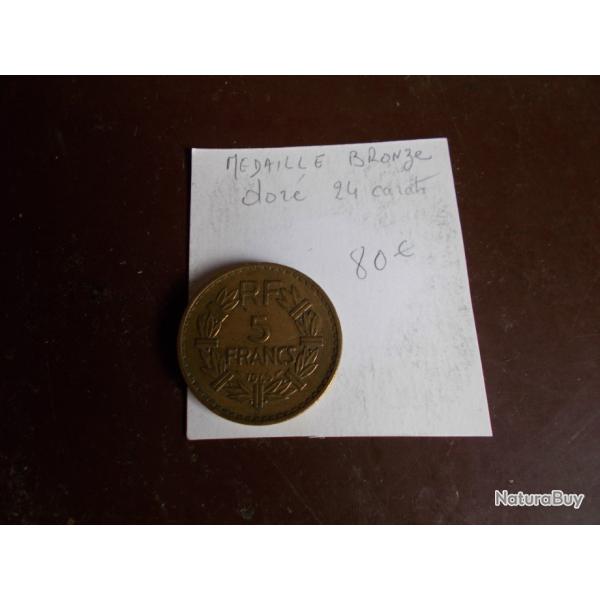 MEDAILLE BRONZE
doré 24 carats
80€
RF
5
FRANCS
NaturaBuy